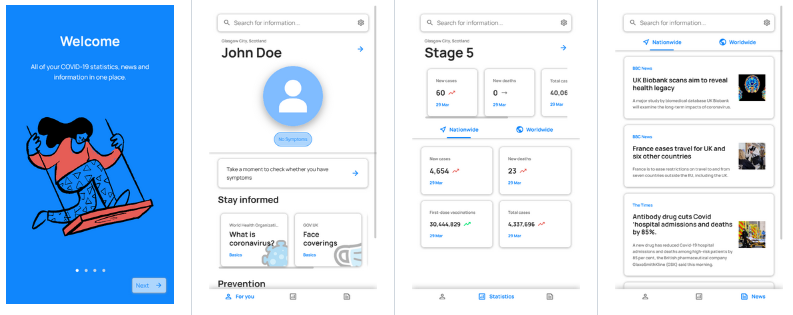 Welcome
All of your COVID-19 statistics, news and
information in one place.
Next
Search for information...
Glasgow City, Scotland
John Doe
No Symptoms
Take a moment to check whether you have
symptoms
Stay informed
World Health Organizati...
What is
coronavirus?
Basics
GOV UK
Face
coverings
Basics
Prevention
For you
Search for information...
Glasgow City, Scotland
Stage 5
New cases
60
29 Mar
New deaths
0
29 Mar
Total cas
40,06
29 Mar
Nationwide
Worldwide
New cases
4,654
29 Mar
New deaths
23
29 Mar
First dose vaccinations
30,444,829
29 Mar
Total cases
4,337,696
29 Mar
Statistics
Search for information...
Nationwide
Worldwide
BBC News
UK Biobank scans aim to reveal
health legacy
A major study by biomedical database UK Biobank
will examine the long-term impacts of coronavirus.
BBC News
France eases travel for UK and
six other countries
France is to ease restrictions on travel to and from
seven countries outside the EU, including the UK.
The Times
Antibody drug cuts Covid
'hospital admissions and deaths
by 85%.
A new drug has reduced Covid-19 hospital
admissions and deaths among high-risk patients by
85 per cent, the British pharmaceutical company
GlaxoSmithKline (GSK) said this morning.
News